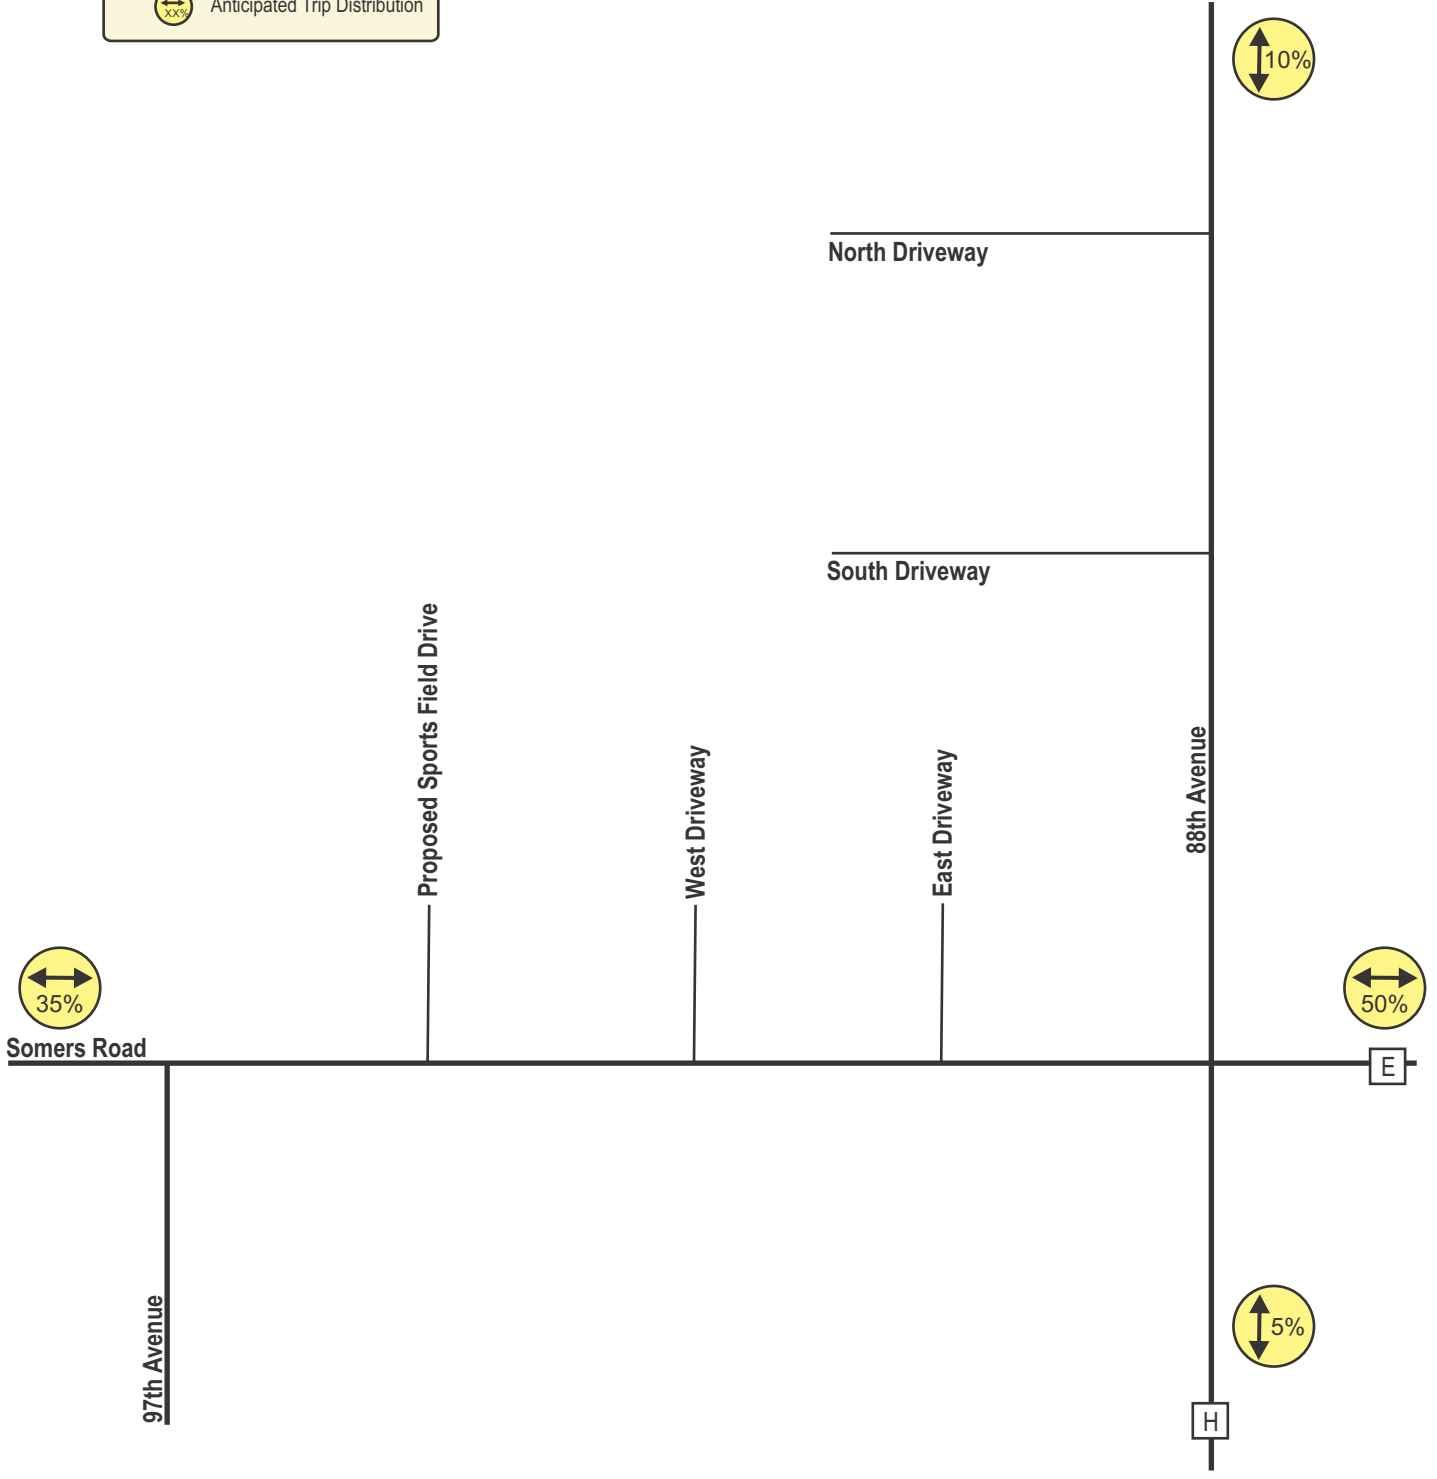 XX%
Anticipated Trip Distribution
10%
North Driveway
South Driveway
Proposed Sports Field Drive
West Driveway
East Driveway
88th Avenue
35%
50%
Somers Road
E
97th Avenue
5%
H